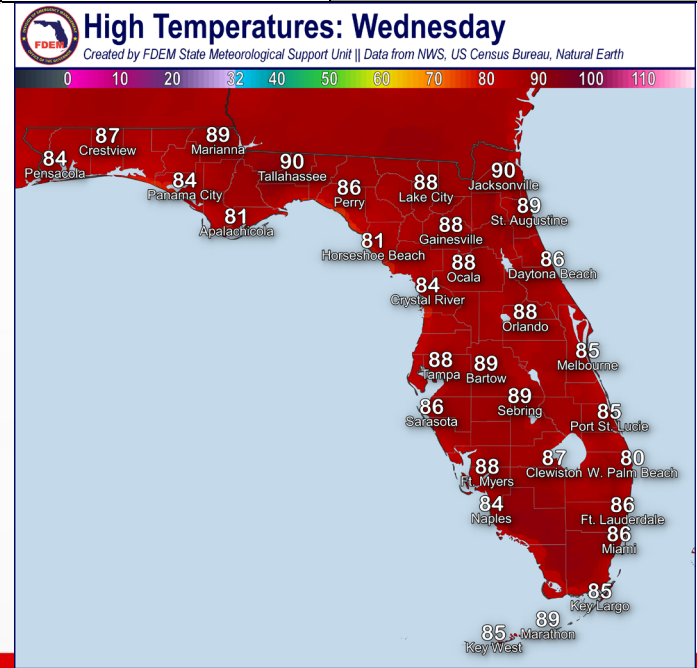 High Temperatures: Wednesday
Created by FDEM State Meteorological Support Unit || Data from NWS, US Census Bureau, Natural Earth
FDEM
0 10 20 32 40 50 60 70 80 90 100 110
87
Crestview
89
Marianna
84
Pensacola
90
Tallahassee
84
Panama City
86
Perry
88
Lake City
90
Jacksonville
81
Apalachicola
89
St. Augustine
81
Horseshoe Beach
88
Gainesville
88
Ocala
86
Daytona Beach
84
Crystal River
88
Orlando
88
Tampa
89
Bartow
85
Melbourne
86
Sarasota
89
Sebring
85
Port St. Lucie
88
Ft. Myers
87
Clewiston
80
W. Palm Beach
84
Naples
86
Ft. Lauderdale
86
Miami
85
Key Largo
89
Marathon
85
Key West